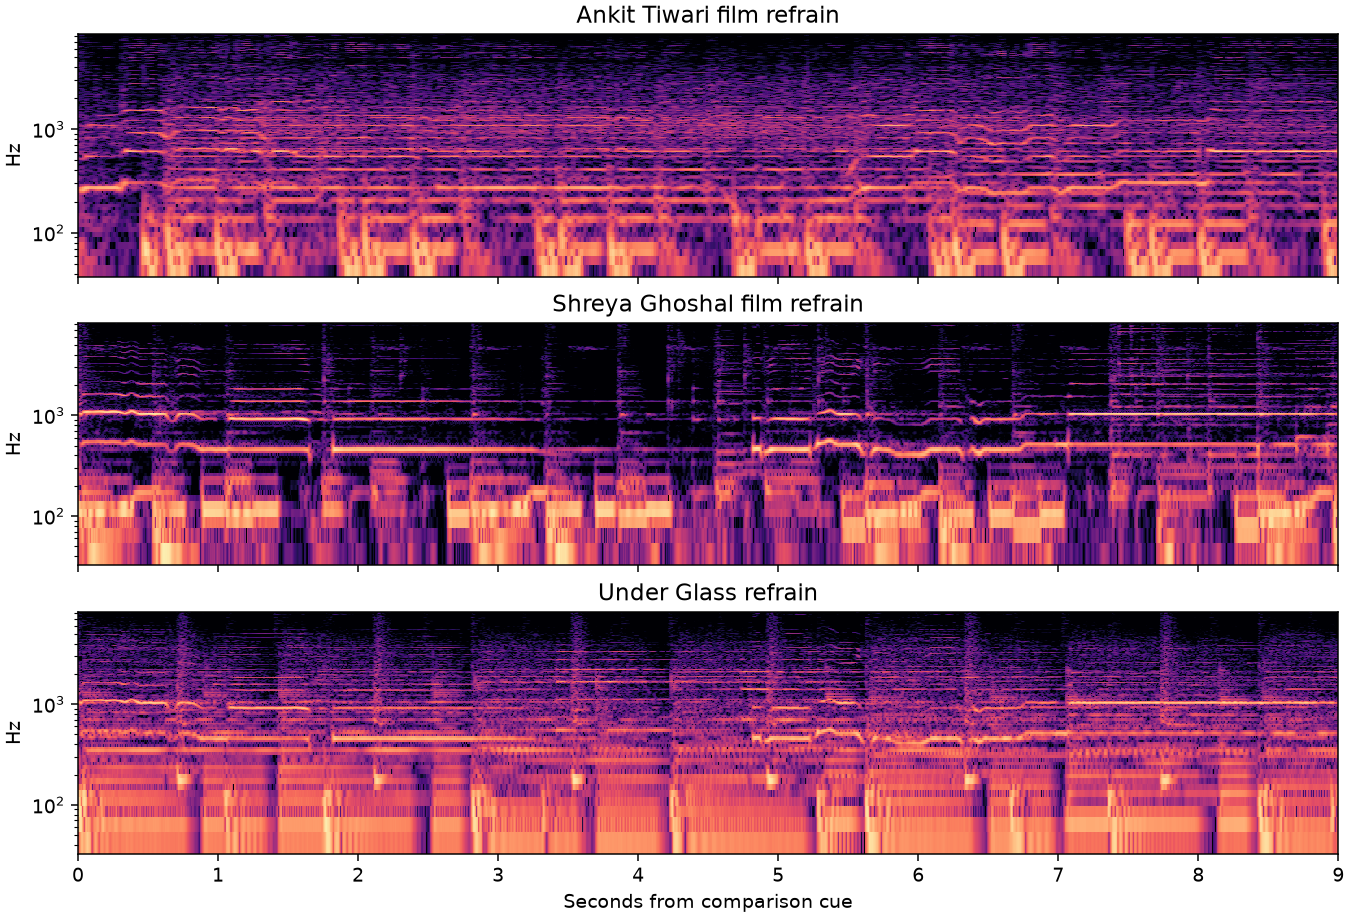 Ankit Tiwari film refrain
Hz
10³
10²
Shreya Ghoshal film refrain
Hz
10³
10²
Under Glass refrain
Hz
10³
10²
0 1 2 3 4 5 6 7 8 9
Seconds from comparison cue